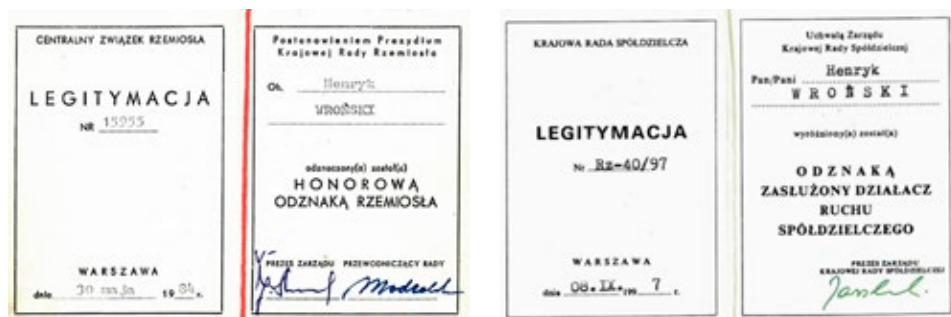 CENTRALNY ZWIĄZEK RZEMIOSŁA
LEGITYMACJA
NR 15955
WARSZAWA
dnia 30 maja 1984 r.
Postanowieniem Prezydium
Krajowej Rady Rzemiosła
Ob. Henryk
WROŃSKI
odznaczony(a) został(a)
HONOROWĄ
ODZNAKĄ RZEMIOSŁA
PREZES ZARZĄDU PRZEWODNICZĄCY RADY
KRAJOWA RADA SPÓŁDZIELCZA
LEGITYMACJA
Nr Rz-40/97
WARSZAWA
dnia 08.IX.199 7 r.
Uchwałą Zarządu
Krajowej Rady Spółdzielczej
Pan/Pani Henryk
WROŃSKI
wyróżniony(a) został(a)
ODZNAKĄ
ZASŁUŻONY DZIAŁACZ
RUCHU
SPÓŁDZIELCZEGO
PREZES ZARZĄDU
KRAJOWEJ RADY SPÓŁDZIELCZEJ